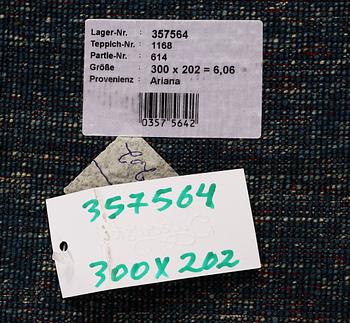 Lager-Nr. : 357564
Teppich-Nr. : 1168
Partie-Nr. : 614
Größe : 300 x 202 = 6,06
Provenienz : Ariana
0357 5642
357564
300X202